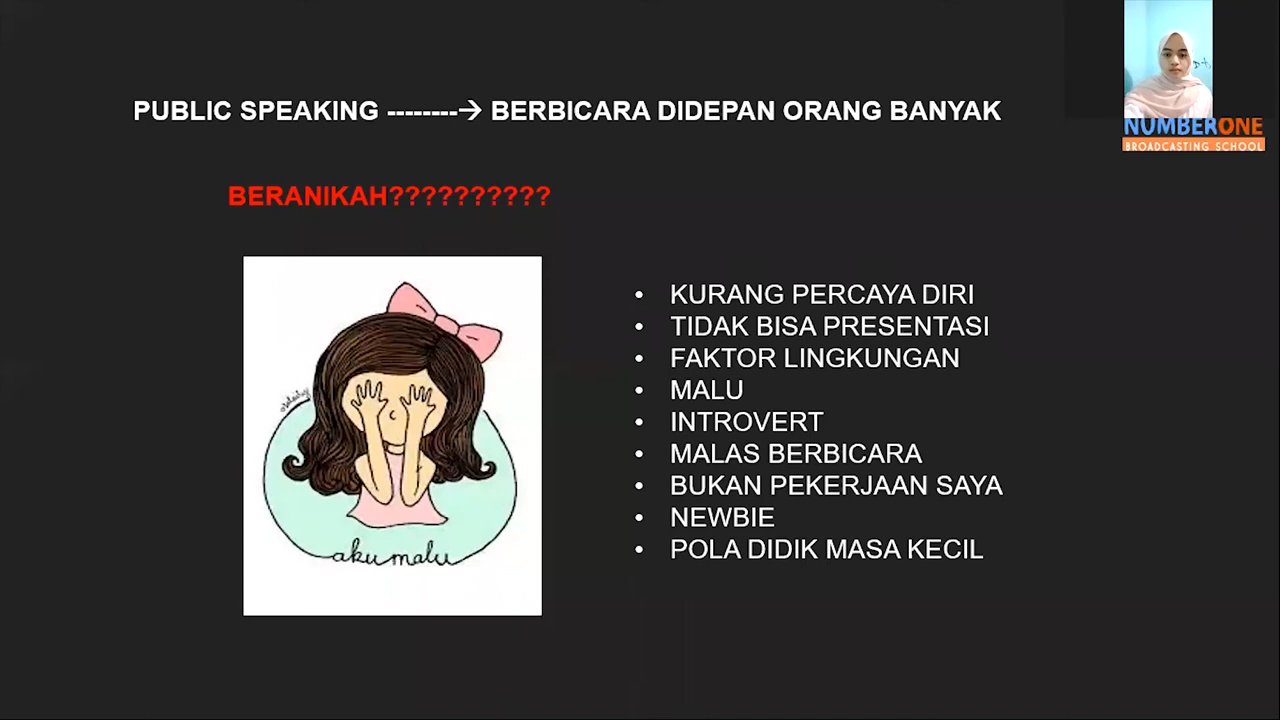 PUBLIC SPEAKING --------→ BERBICARA DIDEPAN ORANG BANYAK
NUMBERONE
BROADCASTING SCHOOL
BERANIKAH??????????
• KURANG PERCAYA DIRI
• TIDAK BISA PRESENTASI
• FAKTOR LINGKUNGAN
• MALU
• INTROVERT
• MALAS BERBICARA
• BUKAN PEKERJAAN SAYA
• NEWBIE
• POLA DIDIK MASA KECIL
aku malu